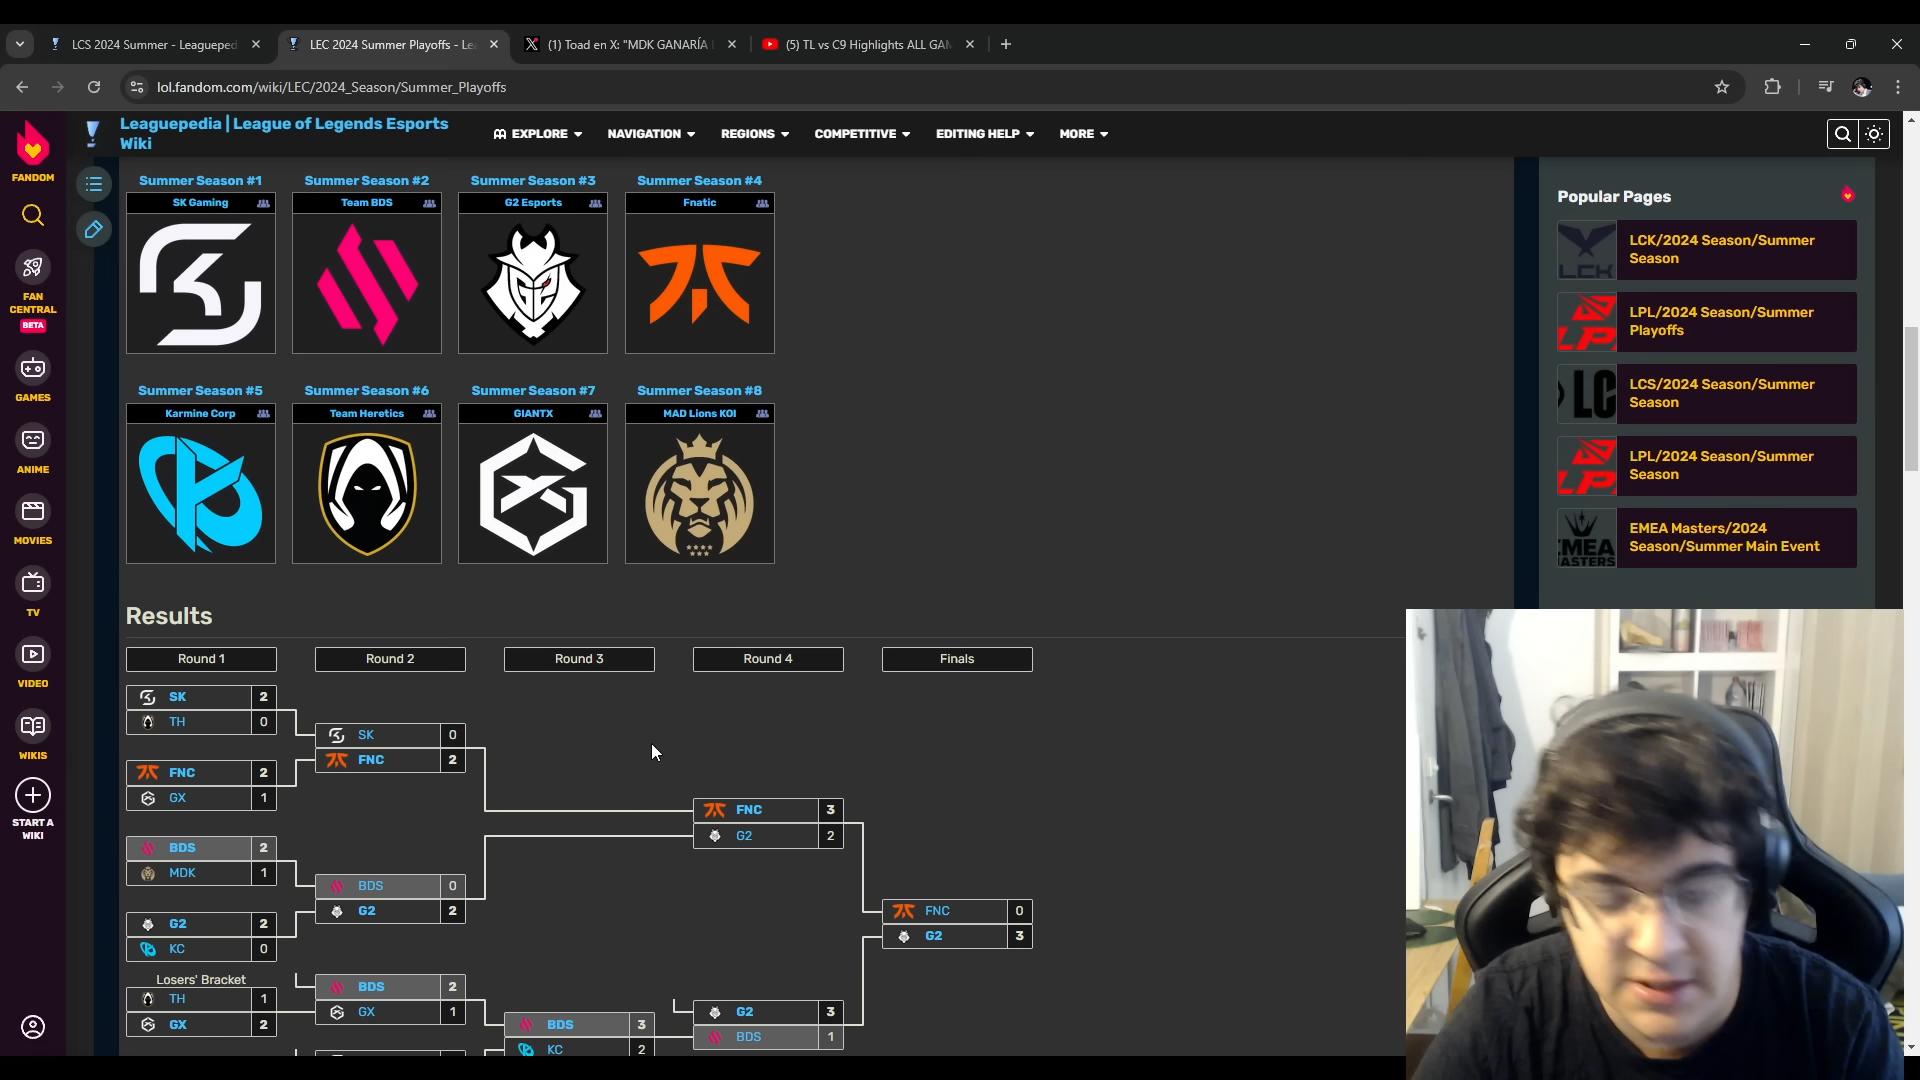 LCS 2024 Summer - Leagueped
LEC 2024 Summer Playoffs - Le
(1) Toad en X: "MDK GANARÍA L
(5) TL vs C9 Highlights ALL GAM
lol.fandom.com/wiki/LEC/2024_Season/Summer_Playoffs
Leaguepedia | League of Legends Esports
Wiki
EXPLORE
NAVIGATION
REGIONS
COMPETITIVE
EDITING HELP
MORE
FANDOM
FAN
CENTRAL
BETA
GAMES
ANIME
MOVIES
TV
VIDEO
WIKIS
START A
WIKI
Summer Season #1
Summer Season #2
Summer Season #3
Summer Season #4
SK Gaming
Team BDS
G2 Esports
Fnatic
Summer Season #5
Summer Season #6
Summer Season #7
Summer Season #8
Karmine Corp
Team Heretics
GIANTX
MAD Lions KOI
Popular Pages
LCK/2024 Season/Summer
Season
LPL/2024 Season/Summer
Playoffs
LCS/2024 Season/Summer
Season
LPL/2024 Season/Summer
Season
EMEA Masters/2024
Season/Summer Main Event
Results
Round 1
Round 2
Round 3
Round 4
Finals
SK 2
TH 0
FNC 2
GX 1
BDS 2
MDK 1
G2 2
KC 0
Losers' Bracket
TH 1
GX 2
SK 0
FNC 2
BDS 0
G2 2
BDS 2
GX 1
BDS 3
KC 2
FNC 3
G2 2
G2 3
BDS 1
FNC 0
G2 3